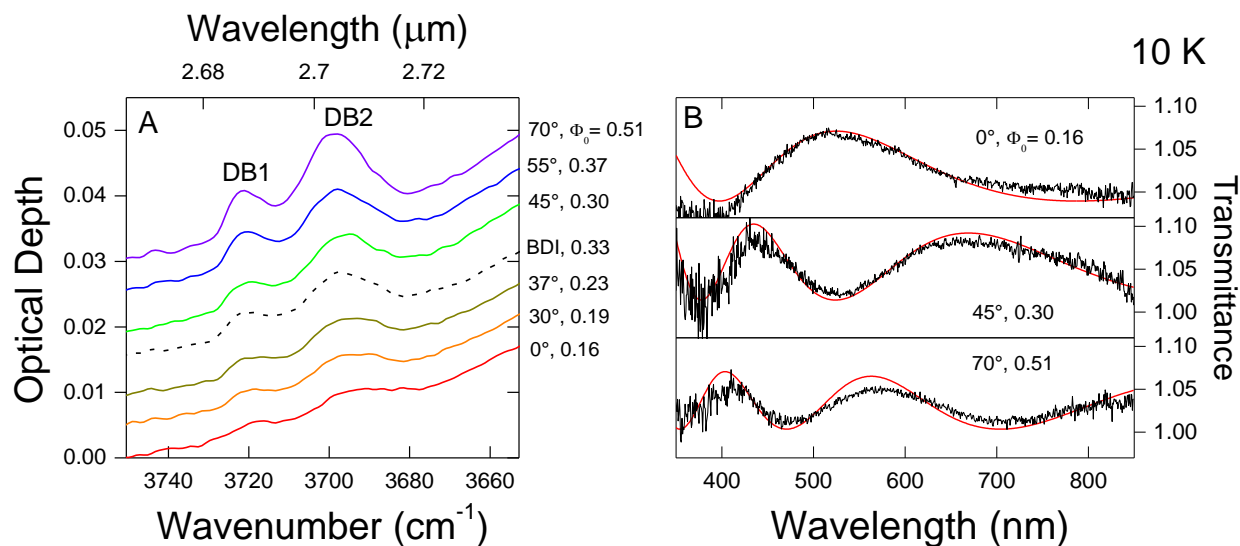 Wavelength (μm)
10 K
2.68 2.7 2.72
A
DB1
DB2
Optical Depth
0.05
0.04
0.03
0.02
0.01
0.00
70°, Φ₀= 0.51
55°, 0.37
45°, 0.30
BDI, 0.33
37°, 0.23
30°, 0.19
0°, 0.16
3740 3720 3700 3680 3660
Wavenumber (cm⁻¹)
B
0°, Φ₀= 0.16
45°, 0.30
70°, 0.51
1.10
1.05
1.00
1.10
1.05
1.00
1.10
1.05
1.00
Transmittance
400 500 600 700 800
Wavelength (nm)